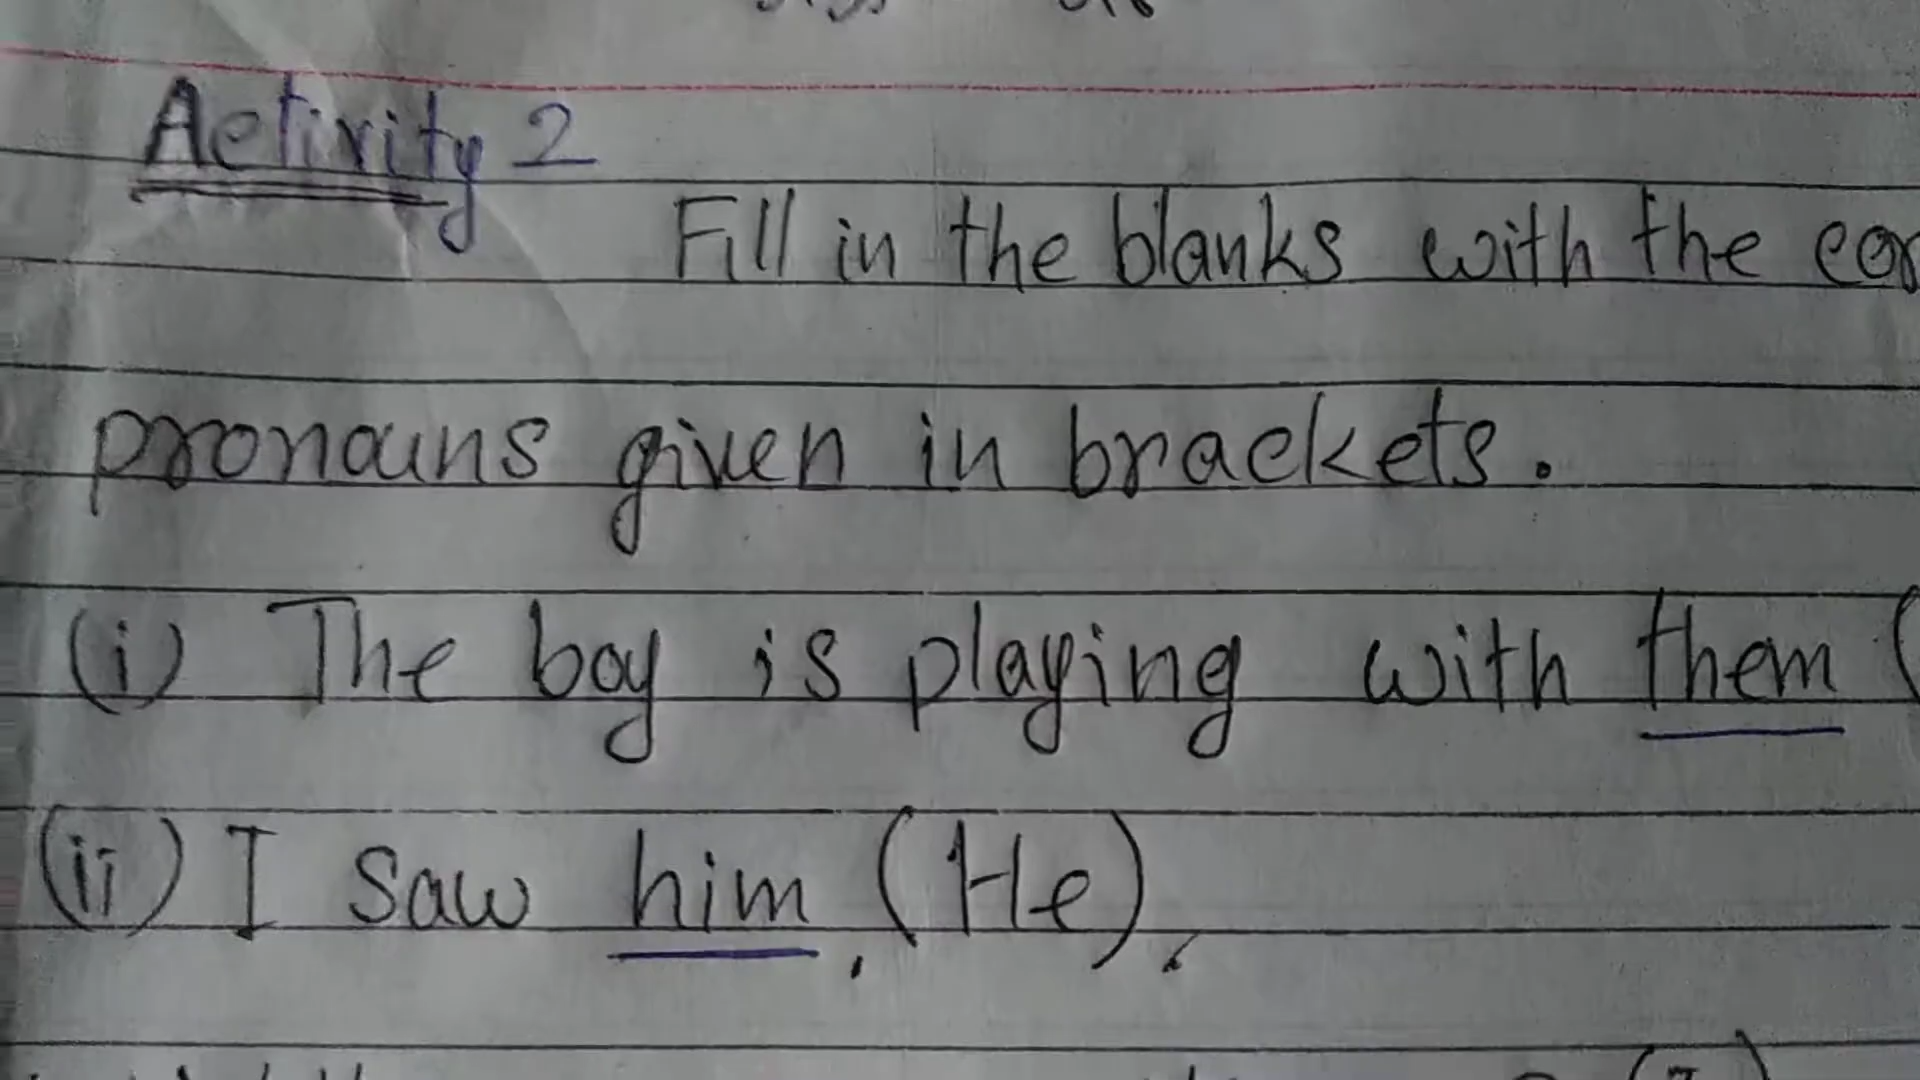 Activity 2
Fill in the blanks with the
pronouns given in brackets.
(i) The boy is playing with them (
(ii) I saw him. (He).